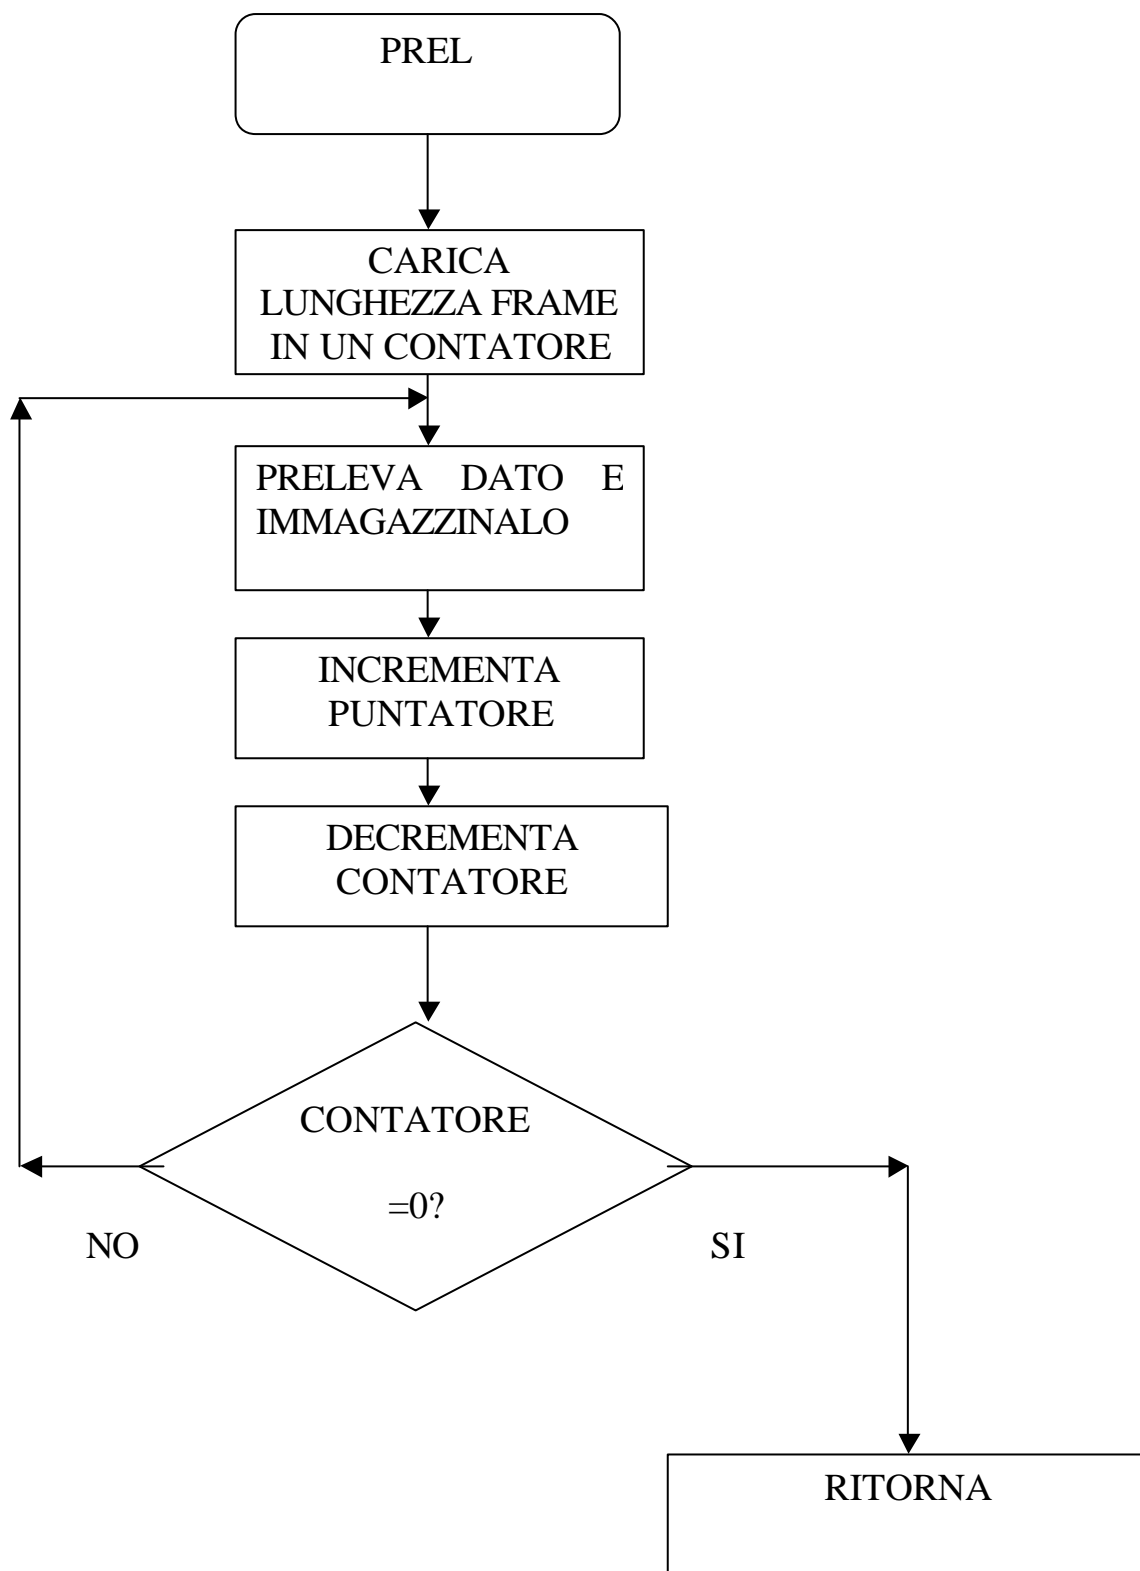 PREL
CARICA
LUNGHEZZA FRAME
IN UN CONTATORE
PRELEVA DATO E
IMMAGAZZINALO
INCREMENTA
PUNTATORE
DECREMENTA
CONTATORE
CONTATORE
=0?
NO
SI
RITORNA